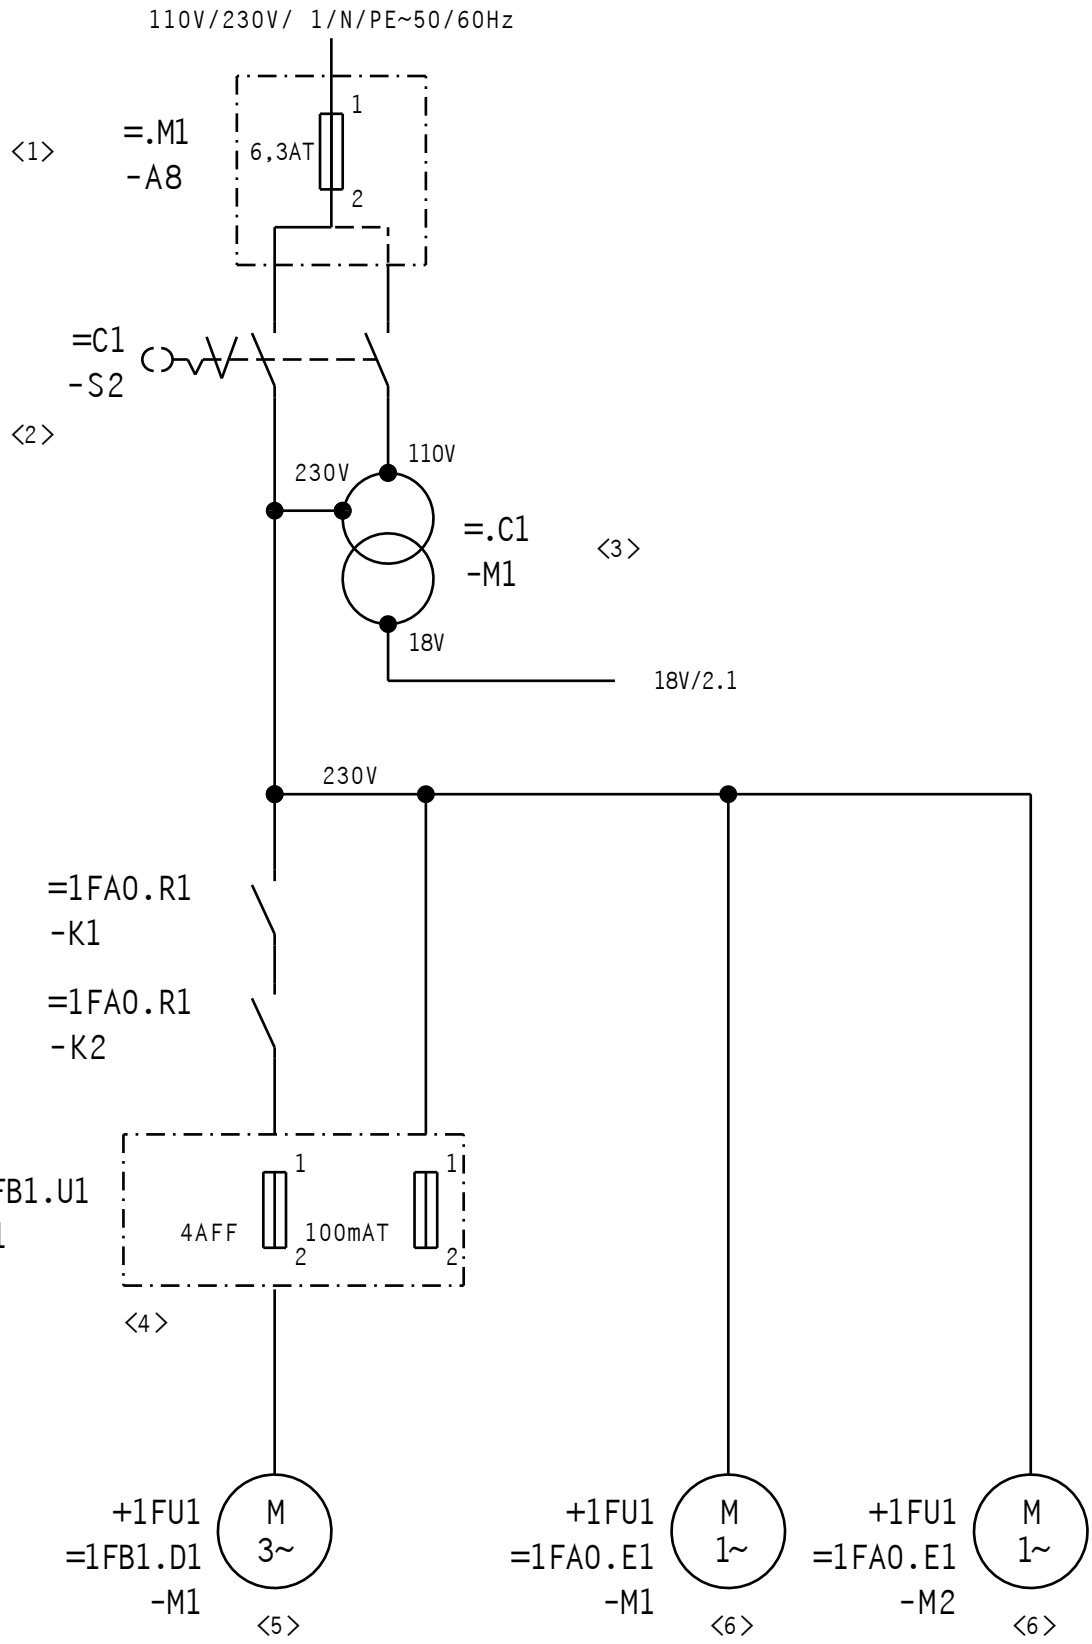 110V/230V/ 1/N/PE~50/60Hz
1
=.M1
<1>
6,3AT
-A8
2
=C1
-S2
<2>
110V
230V
=.C1
<3>
-M1
18V
18V/2.1
230V
=1FA0.R1
-K1
=1FA0.R1
-K2
1
1
FB1.U1
4AFF
100mAT
1
2
2
<4>
+1FU1
M
+1FU1
M
+1FU1
M
=1FB1.D1
3~
=1FA0.E1
1~
=1FA0.E1
1~
-M1
-M1
-M2
<5>
<6>
<6>